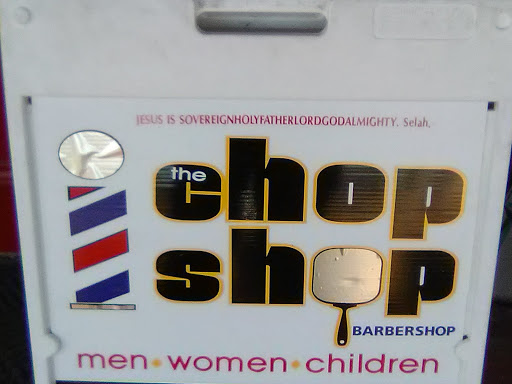 JESUS IS SOVEREIGNHOLYFATHERLORDGODALMIGHTY. Selah,
the
chop
shop
BARBERSHOP
men•women•children